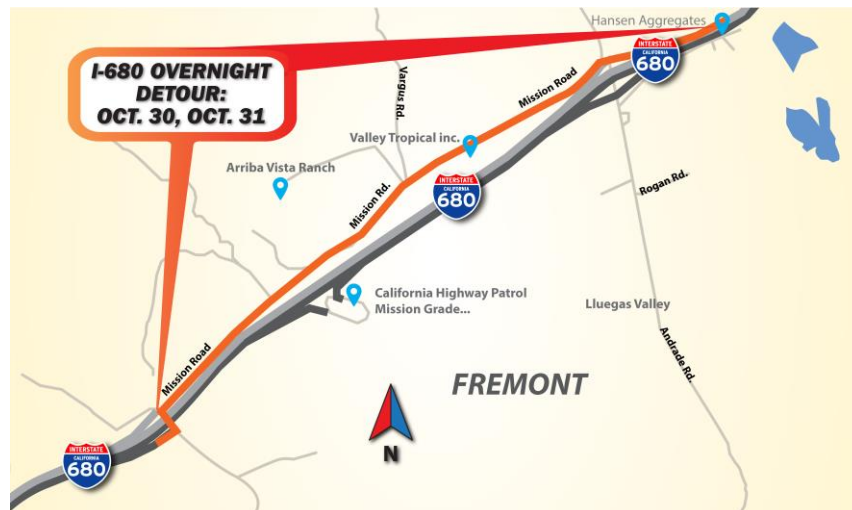 Hansen Aggregates
INTERSTATE
CALIFORNIA
680
I-680 OVERNIGHT
DETOUR:
OCT. 30, OCT. 31
Vargus Rd.
Mission Road
Valley Tropical inc.
Arriba Vista Ranch
Mission Rd.
INTERSTATE
CALIFORNIA
680
Rogan Rd.
California Highway Patrol
Mission Grade...
Lluegas Valley
Andrade Rd.
Mission Road
FREMONT
N
INTERSTATE
CALIFORNIA
680